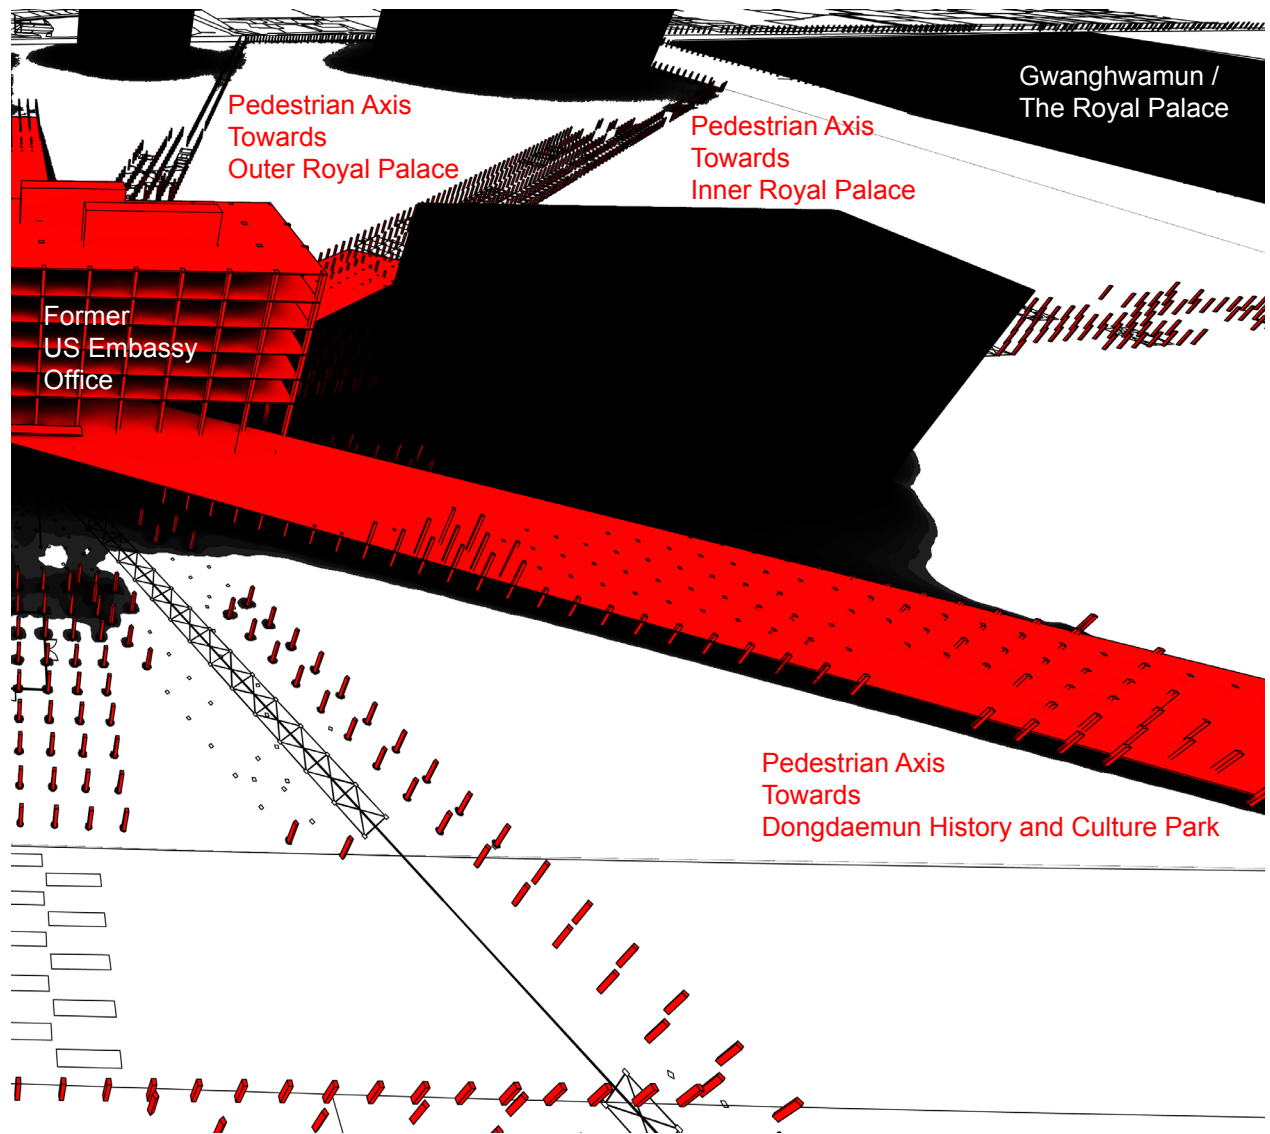 Gwanghwamun /
The Royal Palace
Pedestrian Axis
Towards
Outer Royal Palace
Pedestrian Axis
Towards
Inner Royal Palace
Former
US Embassy
Office
Pedestrian Axis
Towards
Dongdaemun History and Culture Park